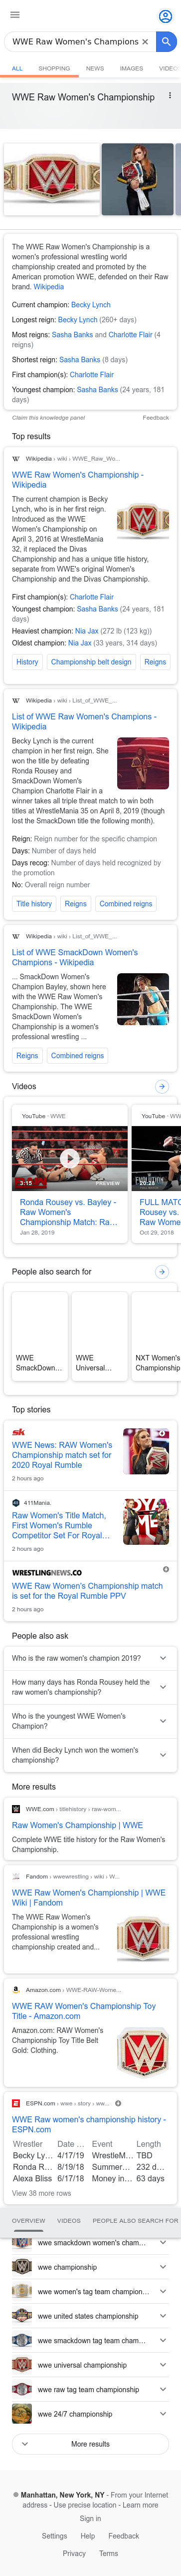 WWE Raw Women's Champions
ALL SHOPPING NEWS IMAGES
WWE Raw Women's Championship
The WWE Raw Women's Championship is a
women's professional wrestling world
championship created and promoted by the
American promotion WWE, defended on their Raw
brand. Wikipedia
Current champion: Becky Lynch
Longest reign: Becky Lynch (260+ days)
Most reigns: Sasha Banks and Charlotte Flair (4
reigns)
Shortest reign: Sasha Banks (8 days)
First champion(s): Charlotte Flair
Youngest champion: Sasha Banks (24 years, 181
days)
Claim this knowledge panel Feedback
Top results
Wikipedia › wiki › WWE_Raw_Wo...
WWE Raw Women's Championship -
Wikipedia
The current champion is Becky
Lynch, who is in her first reign.
Introduced as the WWE
Women's Championship on
April 3, 2016 at WrestleMania
32, it replaced the Divas
Championship and has a unique title history,
separate from WWE's original Women's
Championship and the Divas Championship.
First champion(s): Charlotte Flair
Youngest champion: Sasha Banks (24 years, 181
days)
Heaviest champion: Nia Jax (272 lb (123 kg))
Oldest champion: Nia Jax (33 years, 314 days)
History Championship belt design Reigns
Wikipedia › wiki › List_of_WWE_...
List of WWE Raw Women's Champions -
Wikipedia
Becky Lynch is the current
champion in her first reign. She
won the title by defeating
Ronda Rousey and
SmackDown Women's
Champion Charlotte Flair in a
winner takes all triple threat match to win both
titles at WrestleMania 35 on April 8, 2019 (though
lost the SmackDown title the following month).
Reign: Reign number for the specific champion
Days: Number of days held
Days recog: Number of days held recognized by
the promotion
No: Overall reign number
Title history Reigns Combined reigns
Wikipedia › wiki › List_of_WWE_...
List of WWE SmackDown Women's
Champions - Wikipedia
... SmackDown Women's
Champion Bayley, shown here
with the WWE Raw Women's
Championship. The WWE
SmackDown Women's
Championship is a women's
professional wrestling ...
Reigns Combined reigns
Videos
YouTube · WWE
3:15 PREVIEW
Ronda Rousey vs. Bayley -
Raw Women's
Championship Match: Ra...
Jan 28, 2019
YouTube · WW
20:28
FULL MATC
Rousey vs.
Raw Wome
Oct 29, 2018
People also search for
WWE
SmackDown...
WWE
Universal...
NXT Women's
Championship
Top stories
sk
WWE News: RAW Women's
Championship match set for
2020 Royal Rumble
2 hours ago
411Mania.
Raw Women's Title Match,
First Women's Rumble
Competitor Set For Royal...
2 hours ago
WRESTLINGNEWS.CO
WWE Raw Women's Championship match
is set for the Royal Rumble PPV
2 hours ago
People also ask
Who is the raw women's champion 2019?
How many days has Ronda Rousey held the
raw women's championship?
Who is the youngest WWE Women's
Champion?
When did Becky Lynch won the women's
championship?
More results
WWE.com › titlehistory › raw-wom...
Raw Women's Championship | WWE
Complete WWE title history for the Raw Women's
Championship.
Fandom › wwewrestling › wiki › W...
WWE Raw Women's Championship | WWE
Wiki | Fandom
The WWE Raw Women's
Championship is a women's
professional wrestling
championship created and...
Amazon.com › WWE-RAW-Wome...
WWE RAW Women's Championship Toy
Title - Amazon.com
Amazon.com: RAW Women's
Championship Toy Title Belt
Gold: Clothing.
ESPN.com › wwe › story › ww...
WWE Raw women's championship history -
ESPN.com
Wrestler Date ... Event Length
Becky Ly... 4/17/19 WrestleM... TBD
Ronda R... 8/19/18 Summer... 232 d...
Alexa Bliss 6/17/18 Money in... 63 days
View 38 more rows
OVERVIEW VIDEOS PEOPLE ALSO SEARCH FOR
wwe smackdown women's cham...
wwe championship
wwe women's tag team champion...
wwe united states championship
wwe smackdown tag team cham...
wwe universal championship
wwe raw tag team championship
wwe 24/7 championship
More results
Manhattan, New York, NY - From your Internet
address - Use precise location - Learn more
Sign in
Settings Help Feedback
Privacy Terms